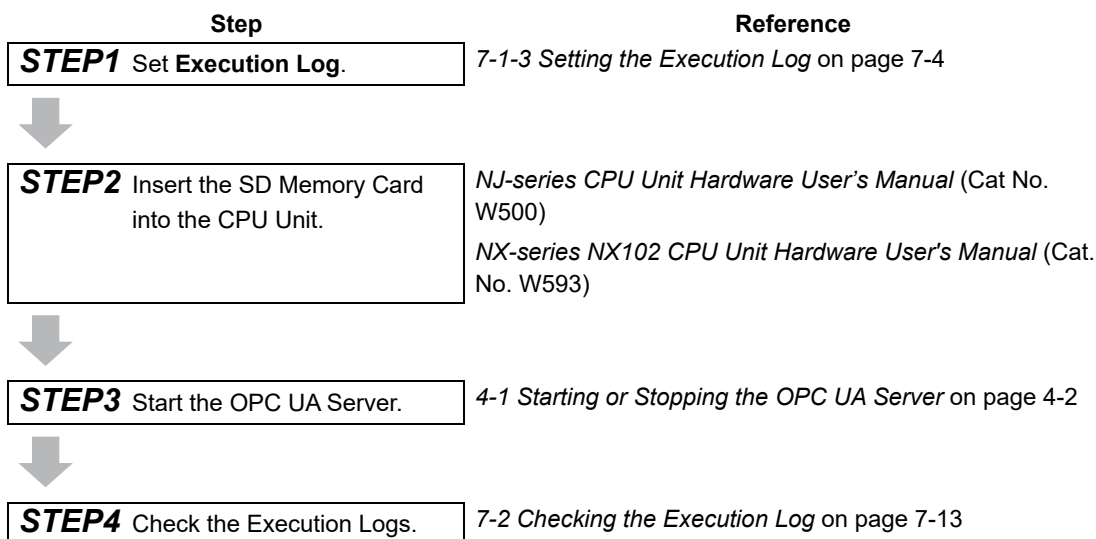 Step
Reference
STEP1 Set Execution Log.
7-1-3 Setting the Execution Log on page 7-4
STEP2 Insert the SD Memory Card
into the CPU Unit.
NJ-series CPU Unit Hardware User’s Manual (Cat No.
W500)
NX-series NX102 CPU Unit Hardware User's Manual (Cat.
No. W593)
STEP3 Start the OPC UA Server.
4-1 Starting or Stopping the OPC UA Server on page 4-2
STEP4 Check the Execution Logs.
7-2 Checking the Execution Log on page 7-13